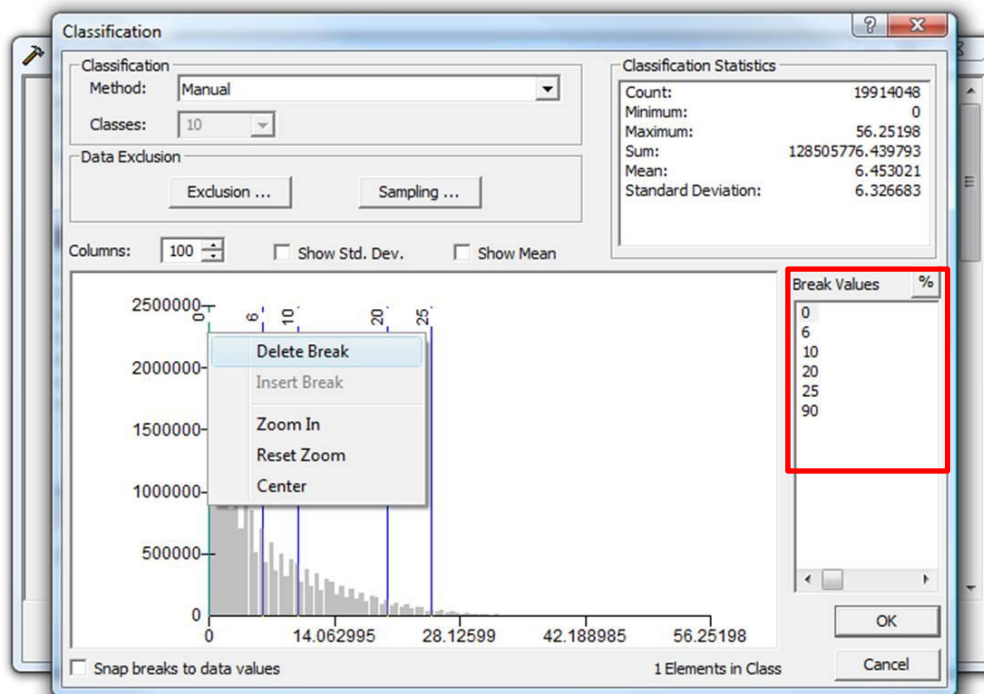 Classification
Classification
Method: Manual
Classes: 10
Classification Statistics
Count: 19914048
Minimum: 0
Maximum: 56.25198
Sum: 128505776.439793
Mean: 6.453021
Standard Deviation: 6.326683
Data Exclusion
Exclusion ...
Sampling ...
Columns: 100
Show Std. Dev.
Show Mean
Break Values %
0
6
10
20
25
90
0 6 10 20 25
2500000
2000000
1500000
1000000
500000
0
Delete Break
Insert Break
Zoom In
Reset Zoom
Center
0 14.062995 28.12599 42.188985 56.25198
OK
Snap breaks to data values
1 Elements in Class
Cancel